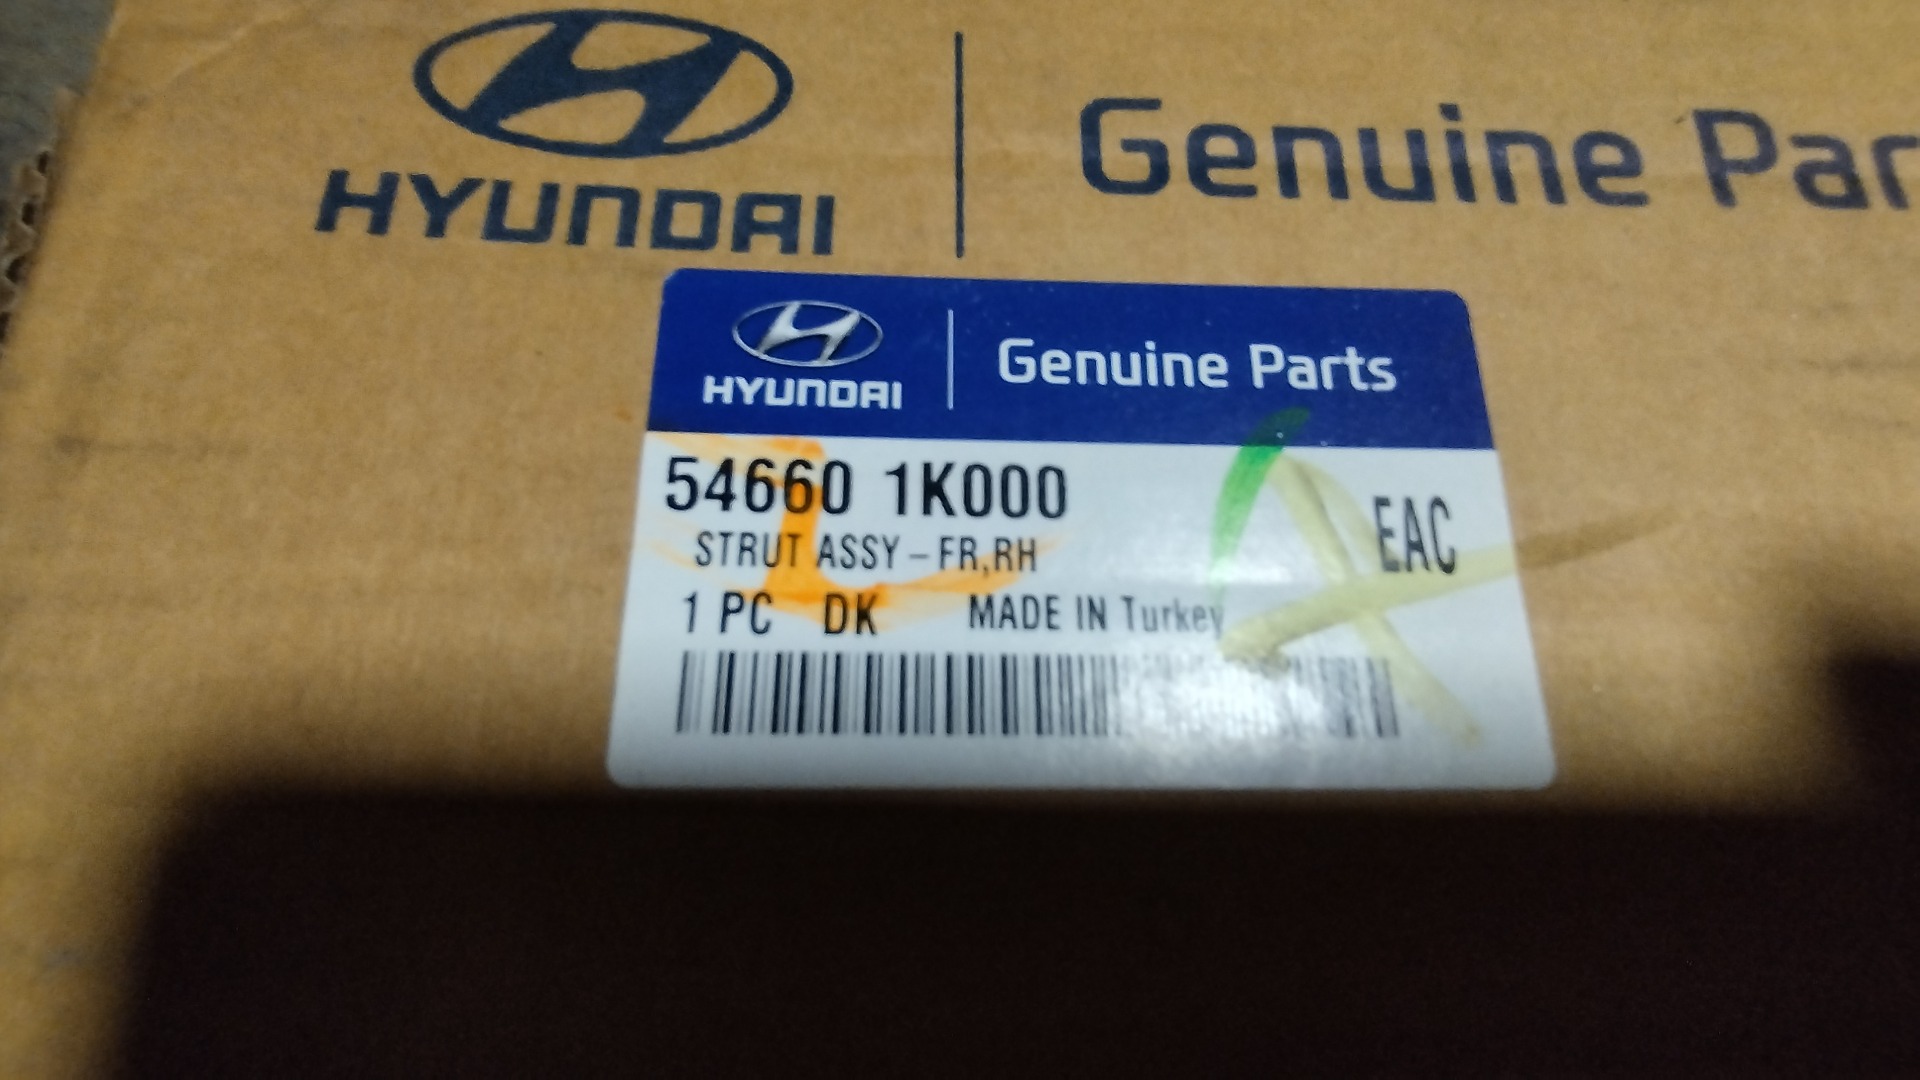 HYUNDAI
Genuine Par
HYUNDAI
Genuine Parts
54660 1K000
STRUT ASSY - FR,RH
EAC
1 PC DK MADE IN Turkey